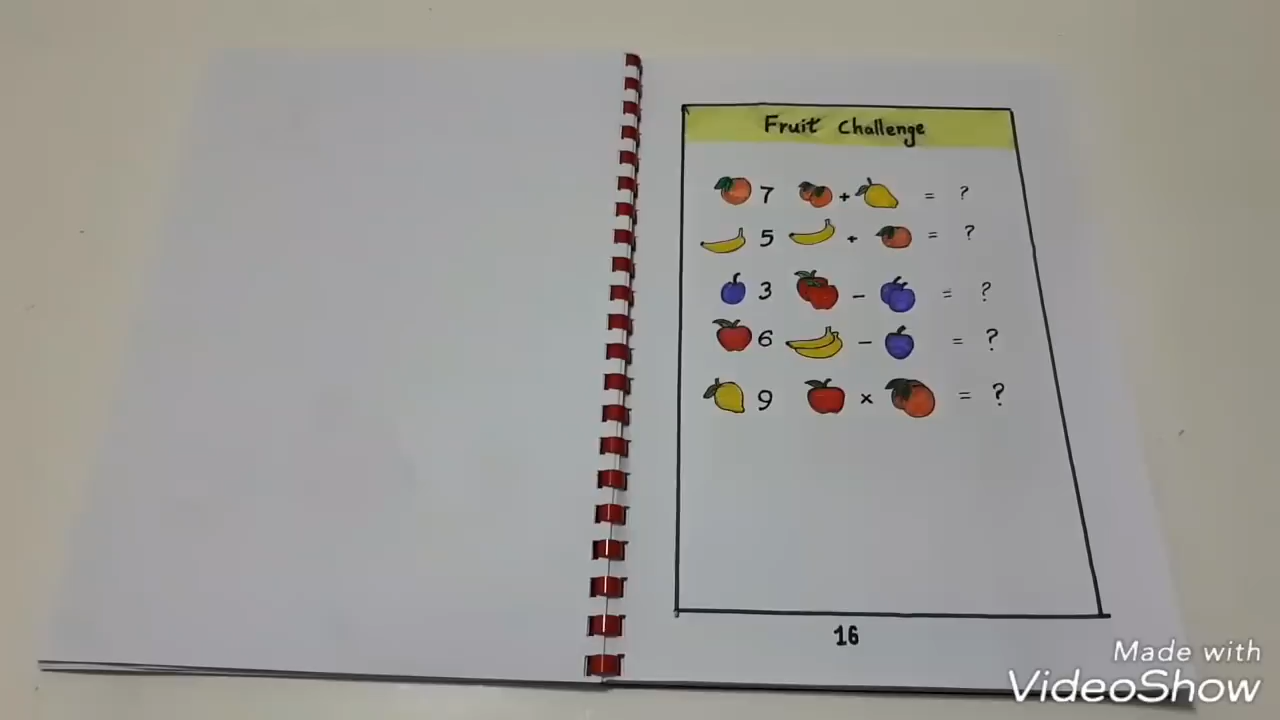 Fruit Challenge
7 + = ?
5 + = ?
3 - = ?
6 - = ?
9 x = ?
16
Made with
VideoShow